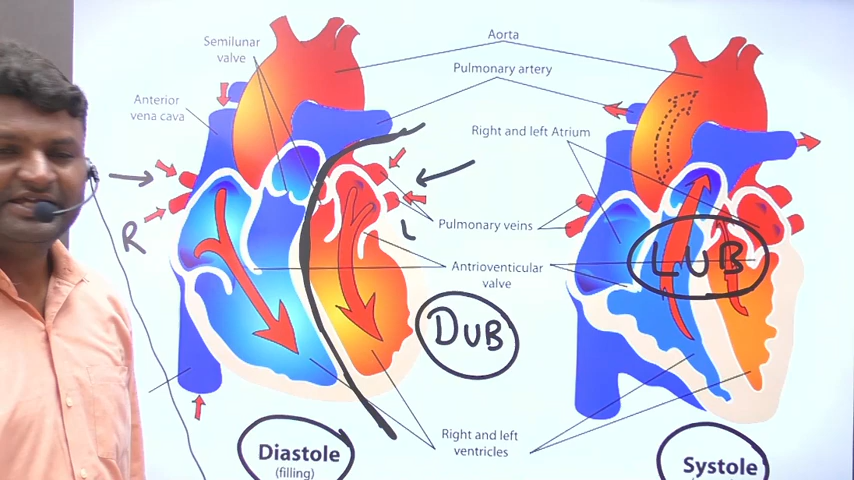 Semilunar
valve
Aorta
Pulmonary artery
Anterior
vena cava
Right and left Atrium
R
L
Pulmonary veins
LUB
Antrioventicular
valve
DUB
Right and left
ventricles
Diastole
(filling)
Systole